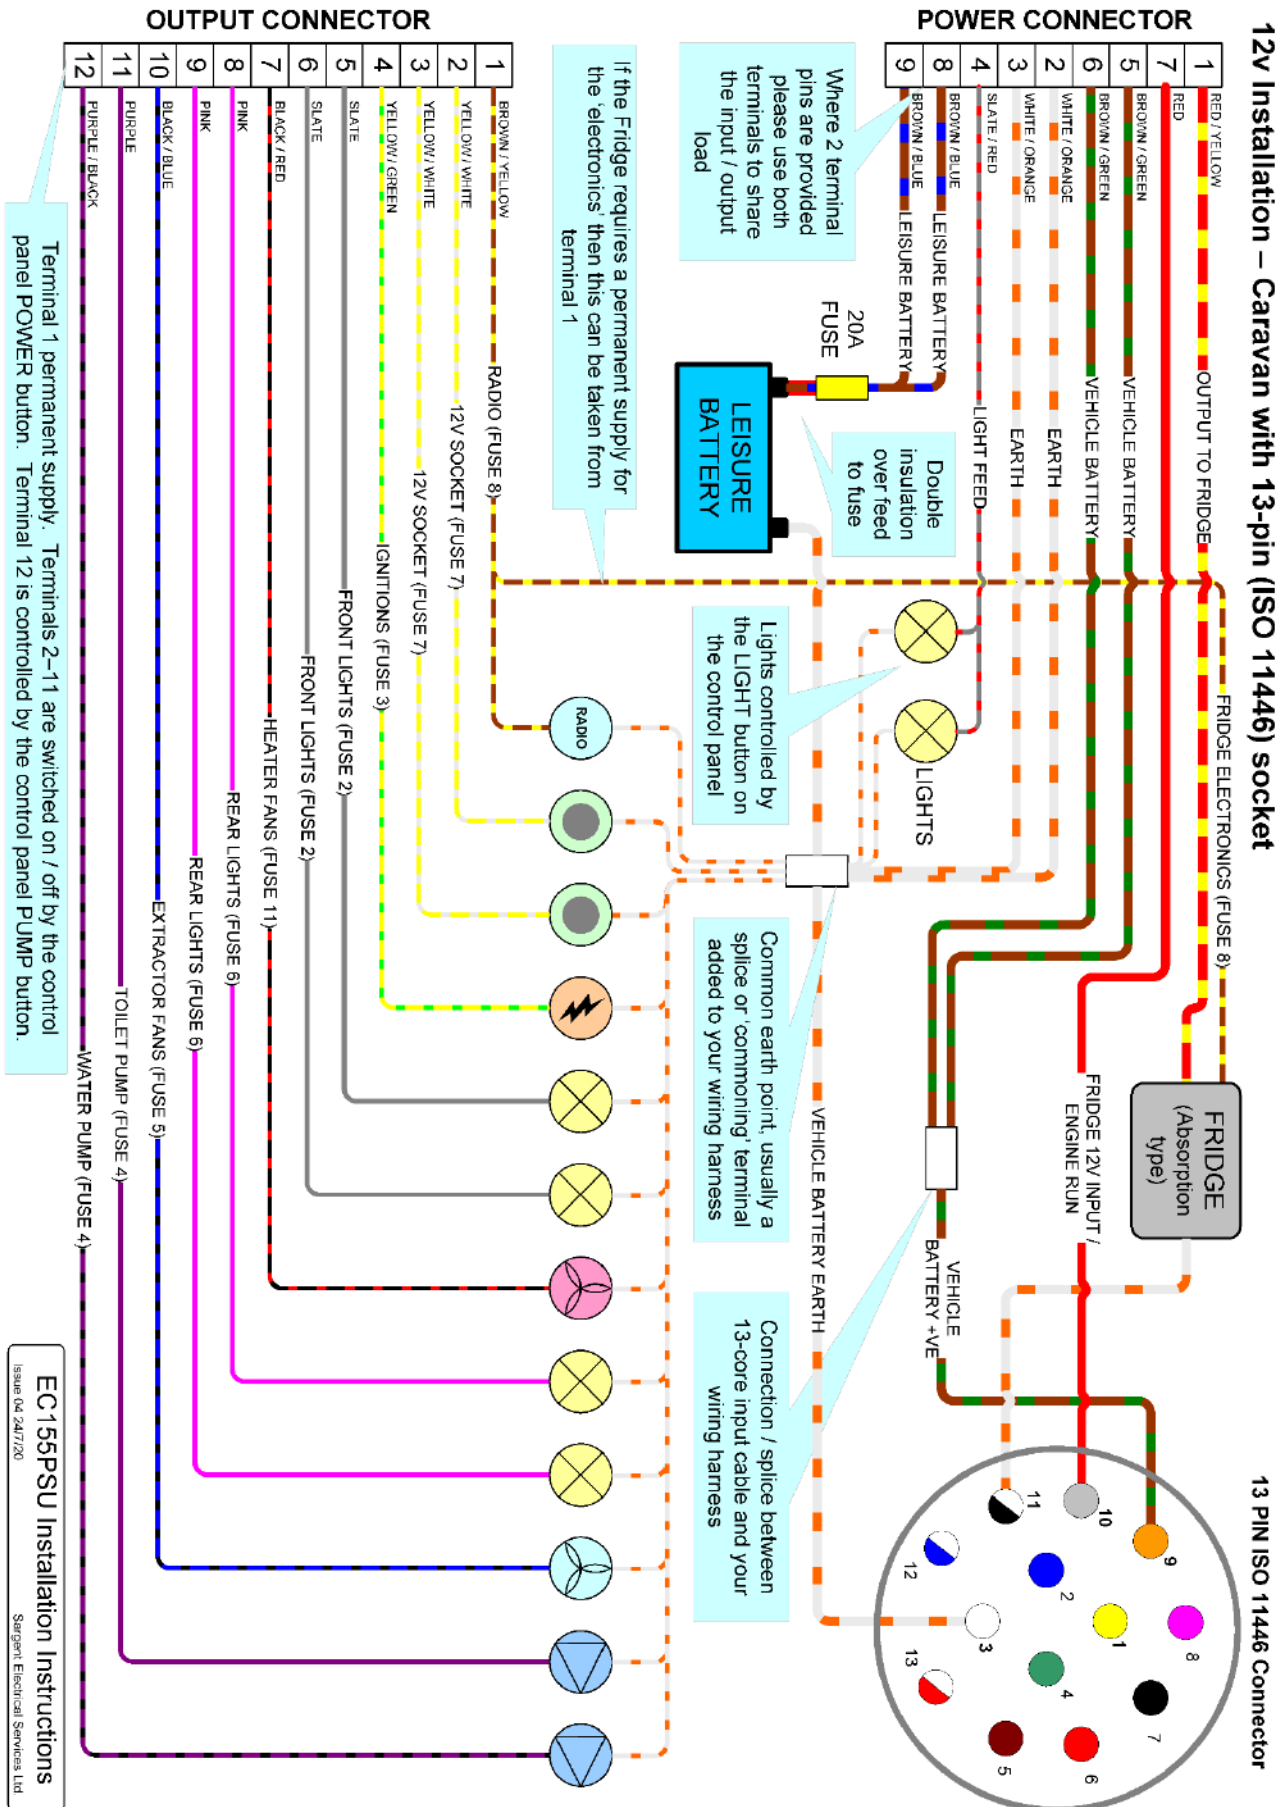 12v Installation – Caravan with 13-pin (ISO 11446) socket
POWER CONNECTOR
1
7
5
6
2
3
4
8
9
RED / YELLOW
RED
BROWN / GREEN
BROWN / GREEN
WHITE / ORANGE
WHITE / ORANGE
SLATE / RED
BROWN / BLUE
BROWN / BLUE
OUTPUT TO FRIDGE
VEHICLE BATTERY
VEHICLE BATTERY
EARTH
EARTH
LIGHT FEED
LEISURE BATTERY
LEISURE BATTERY
FRIDGE ELECTRONICS (FUSE 8)
FRIDGE
(Absorption
type)
FRIDGE 12V INPUT /
ENGINE RUN
VEHICLE
BATTERY +VE
VEHICLE BATTERY EARTH
13 PIN ISO 11446 Connector
1
2
3
4
5
6
7
8
9
10
11
12
13
Where 2 terminal
pins are provided
please use both
terminals to share
the input / output
load
20A
FUSE
LEISURE
BATTERY
Double
insulation
over feed
to fuse
Lights controlled by
the LIGHT button on
the control panel
LIGHTS
Common earth point, usually a
splice or 'commoning' terminal
added to your wiring harness
Connection / splice between
13-core input cable and your
wiring harness
If the Fridge requires a permanent supply for
the 'electronics' then this can be taken from
terminal 1
OUTPUT CONNECTOR
1
2
3
4
5
6
7
8
9
10
11
12
BROWN / YELLOW
YELLOW / WHITE
YELLOW / WHITE
YELLOW / GREEN
SLATE
SLATE
BLACK / RED
PINK
PINK
BLACK / BLUE
PURPLE
PURPLE / BLACK
RADIO (FUSE 8)
12V SOCKET (FUSE 7)
12V SOCKET (FUSE 7)
IGNITIONS (FUSE 3)
FRONT LIGHTS (FUSE 2)
FRONT LIGHTS (FUSE 2)
HEATER FANS (FUSE 11)
REAR LIGHTS (FUSE 6)
REAR LIGHTS (FUSE 6)
EXTRACTOR FANS (FUSE 5)
TOILET PUMP (FUSE 4)
WATER PUMP (FUSE 4)
RADIO
Terminal 1 permanent supply. Terminals 2–11 are switched on / off by the control
panel POWER button. Terminal 12 is controlled by the control panel PUMP button.
EC155PSU Installation Instructions
Issue 04 24/7/20
Sargent Electrical Services Ltd